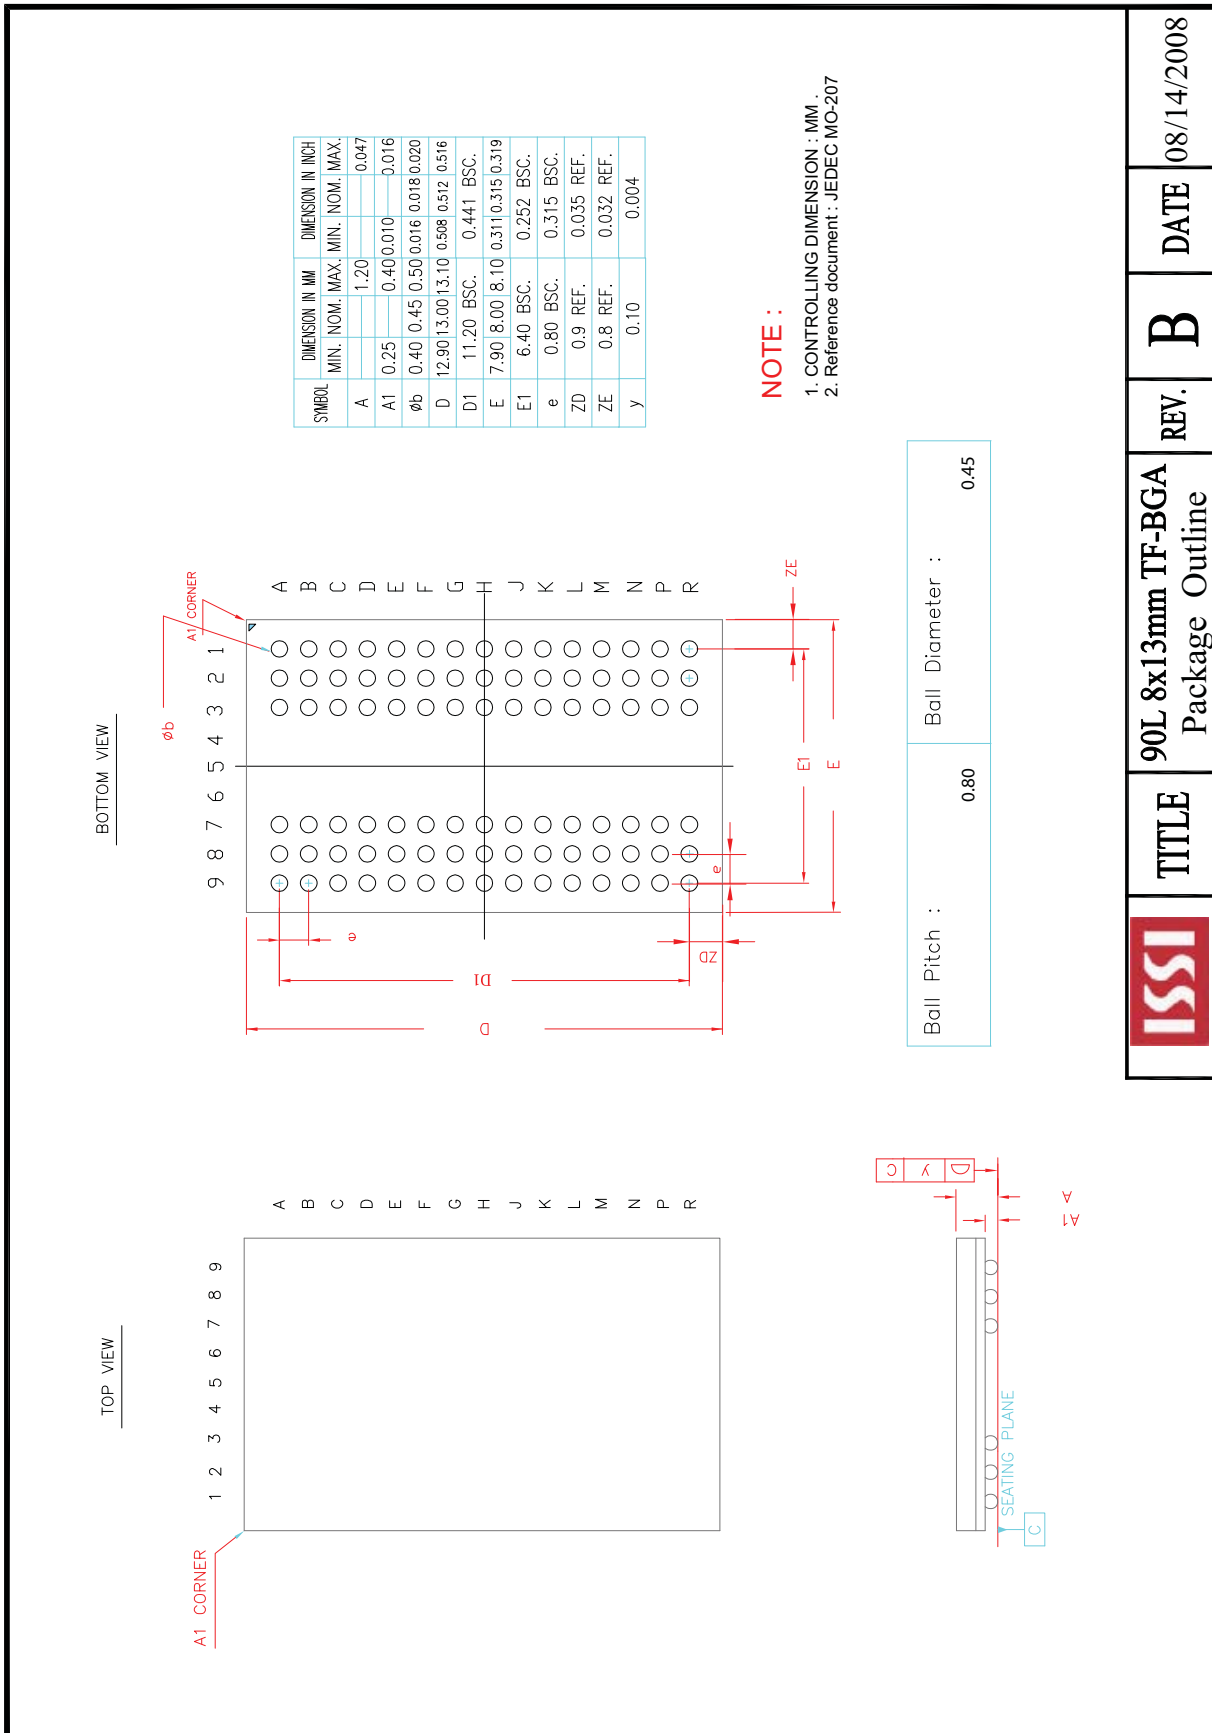 TOP VIEW
A1 CORNER
1 2 3 4 5 6 7 8 9
A B C D E F G H J K L M N P R
BOTTOM VIEW
9 8 7 6 5 4 3 2 1
øb
A1 CORNER
A B C D E F G H J K L M N P R
e
D1
D
ZD
e
E1
E
ZE
SYMBOL DIMENSION IN MM DIMENSION IN INCH
MIN. NOM. MAX. MIN. NOM. MAX.
A 1.20 0.047
A1 0.25 0.40 0.010 0.016
øb 0.40 0.45 0.50 0.016 0.018 0.020
D 12.90 13.00 13.10 0.508 0.512 0.516
D1 11.20 BSC. 0.441 BSC.
E 7.90 8.00 8.10 0.311 0.315 0.319
E1 6.40 BSC. 0.252 BSC.
e 0.80 BSC. 0.315 BSC.
ZD 0.9 REF. 0.035 REF.
ZE 0.8 REF. 0.032 REF.
y 0.10 0.004
NOTE :
1. CONTROLLING DIMENSION : MM .
2. Reference document : JEDEC MO-207
SEATING PLANE
C
A1
A
D y C
Ball Pitch : 0.80
Ball Diameter : 0.45
ISSI
TITLE
90L 8x13mm TF-BGA
Package Outline
REV.
B
DATE
08/14/2008